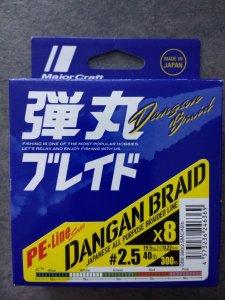 MADE IN
JAPAN
Major Craft
弾丸
Dangan
Braid
FISHING IS ONE OF THE MOST POPULAR HOBBIES.
LET'S RELAX AND ENJOY FISHING WITH US.
ブレイド
PE-Line
DANGAN BRAID
X8
JAPANESE ALL PURPOSE BRAIDED LINE
#2.5
40lb
300m